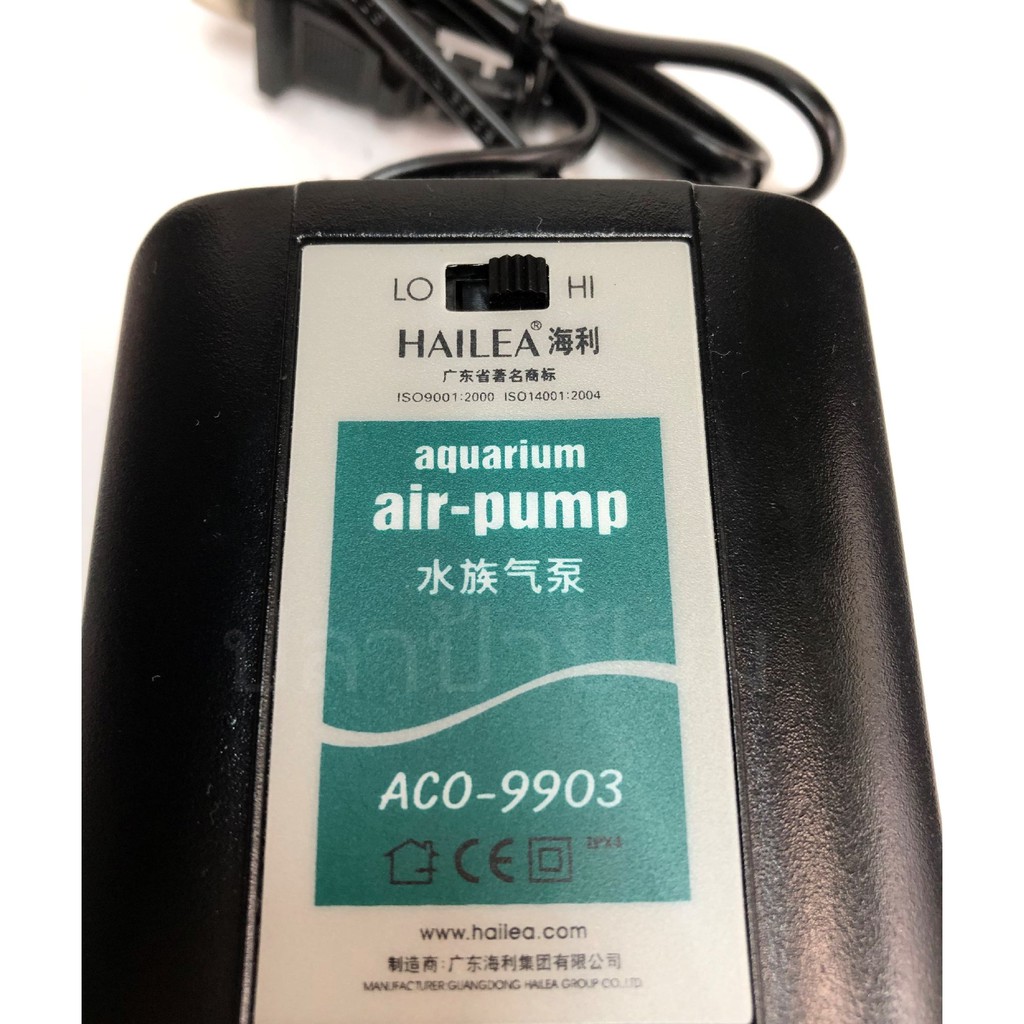 LO HI
HAILEA® 海利
广东省著名商标
ISO9001:2000 ISO14001:2004
aquarium
air-pump
水族气泵
ACO-9903
CE IPX4
www.hailea.com
制造商:广东海利集团有限公司
MANUFACTURER:GUANGDONG HAILEA GROUP CO.,LTD.